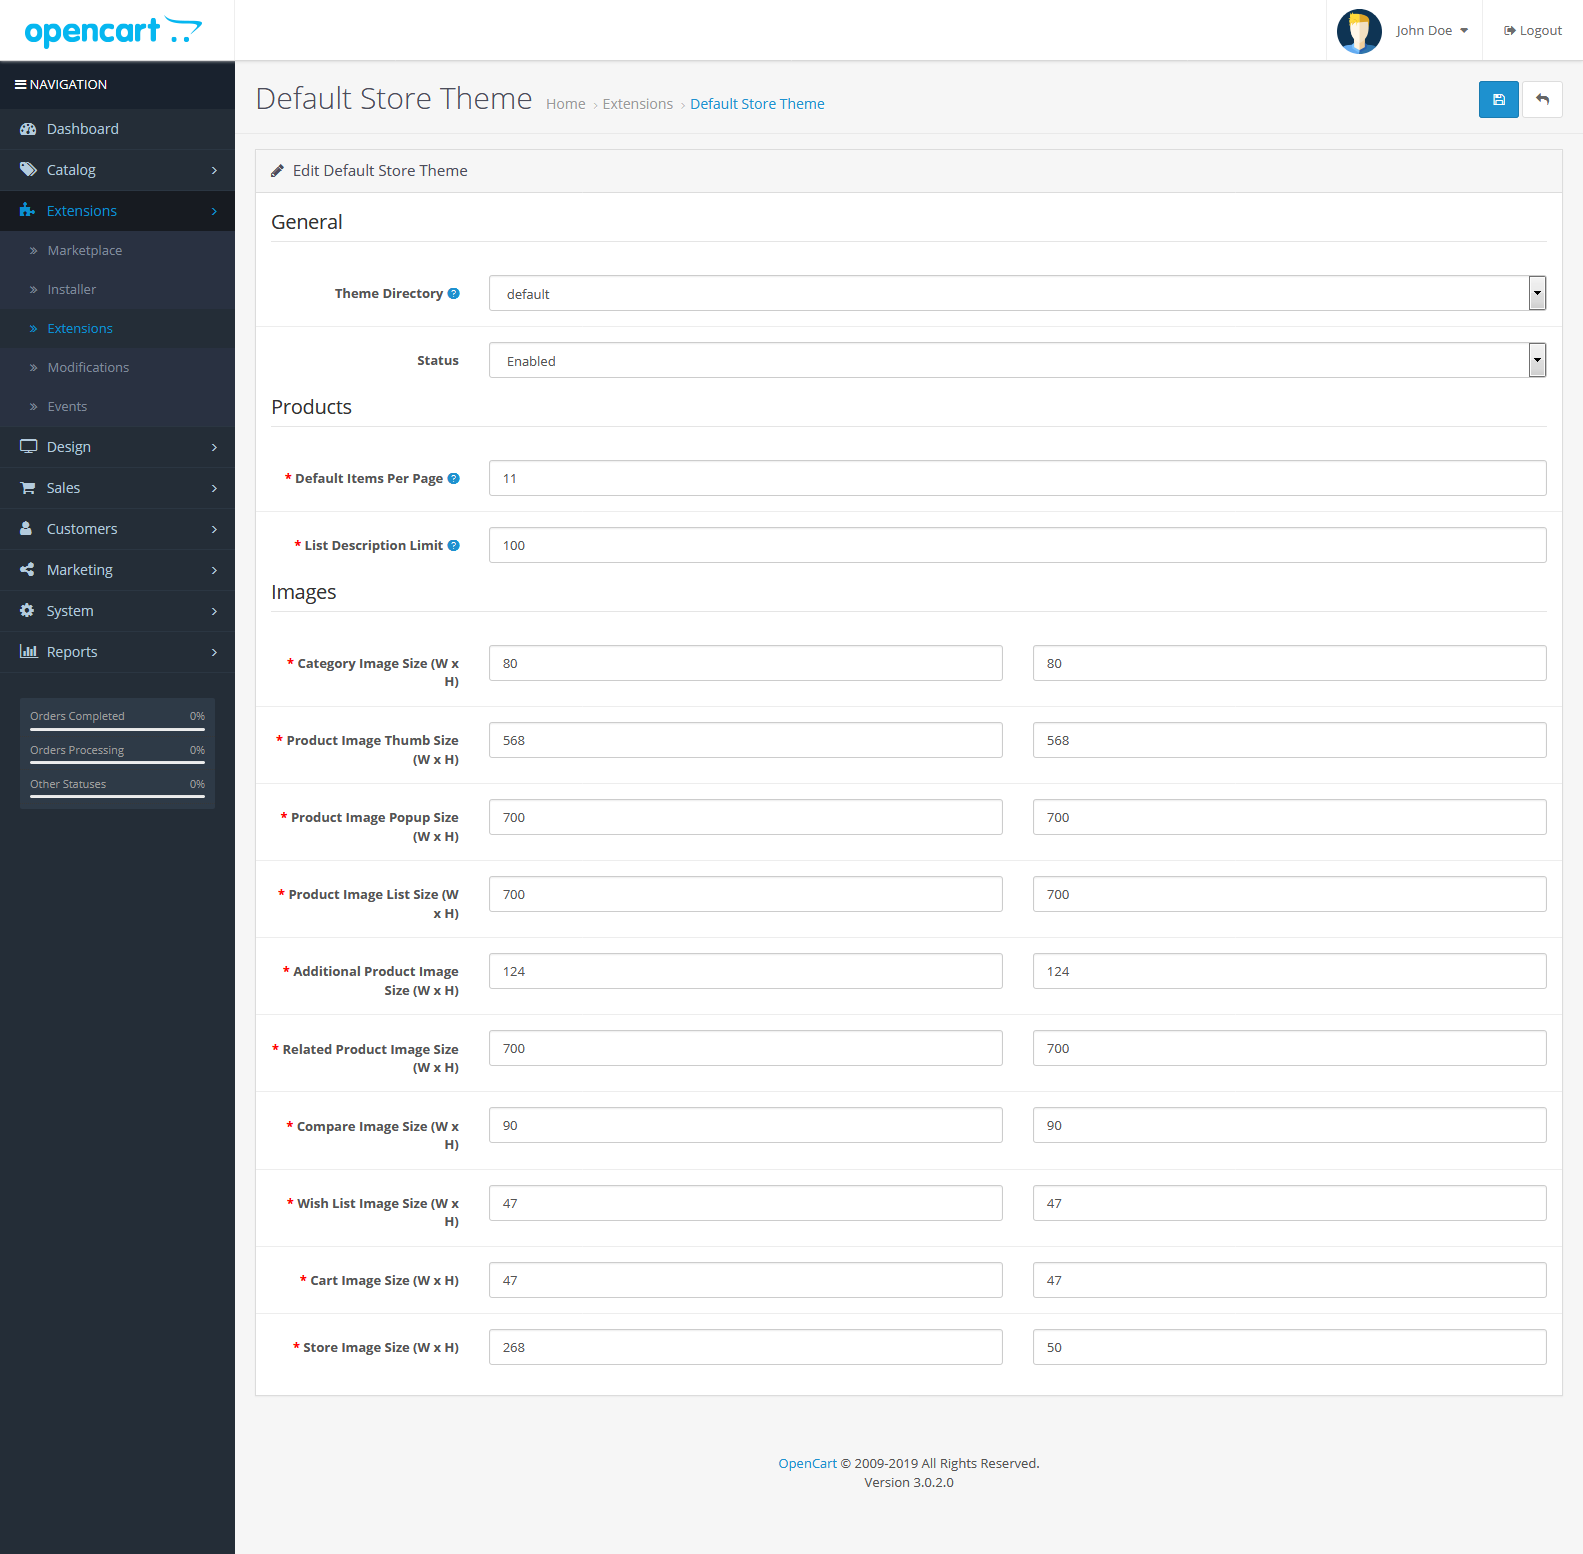 opencart
John Doe
Logout
NAVIGATION
Dashboard
Catalog
Extensions
Marketplace
Installer
Extensions
Modifications
Events
Design
Sales
Customers
Marketing
System
Reports
Orders Completed 0%
Orders Processing 0%
Other Statuses 0%
Default Store Theme
Home › Extensions › Default Store Theme
Edit Default Store Theme
General
Theme Directory ? default
Status Enabled
Products
* Default Items Per Page ? 11
* List Description Limit ? 100
Images
* Category Image Size (W x
H)
80 80
* Product Image Thumb Size
(W x H)
568 568
* Product Image Popup Size
(W x H)
700 700
* Product Image List Size (W
x H)
700 700
* Additional Product Image
Size (W x H)
124 124
* Related Product Image Size
(W x H)
700 700
* Compare Image Size (W x
H)
90 90
* Wish List Image Size (W x
H)
47 47
* Cart Image Size (W x H) 47 47
* Store Image Size (W x H) 268 50
OpenCart © 2009-2019 All Rights Reserved.
Version 3.0.2.0